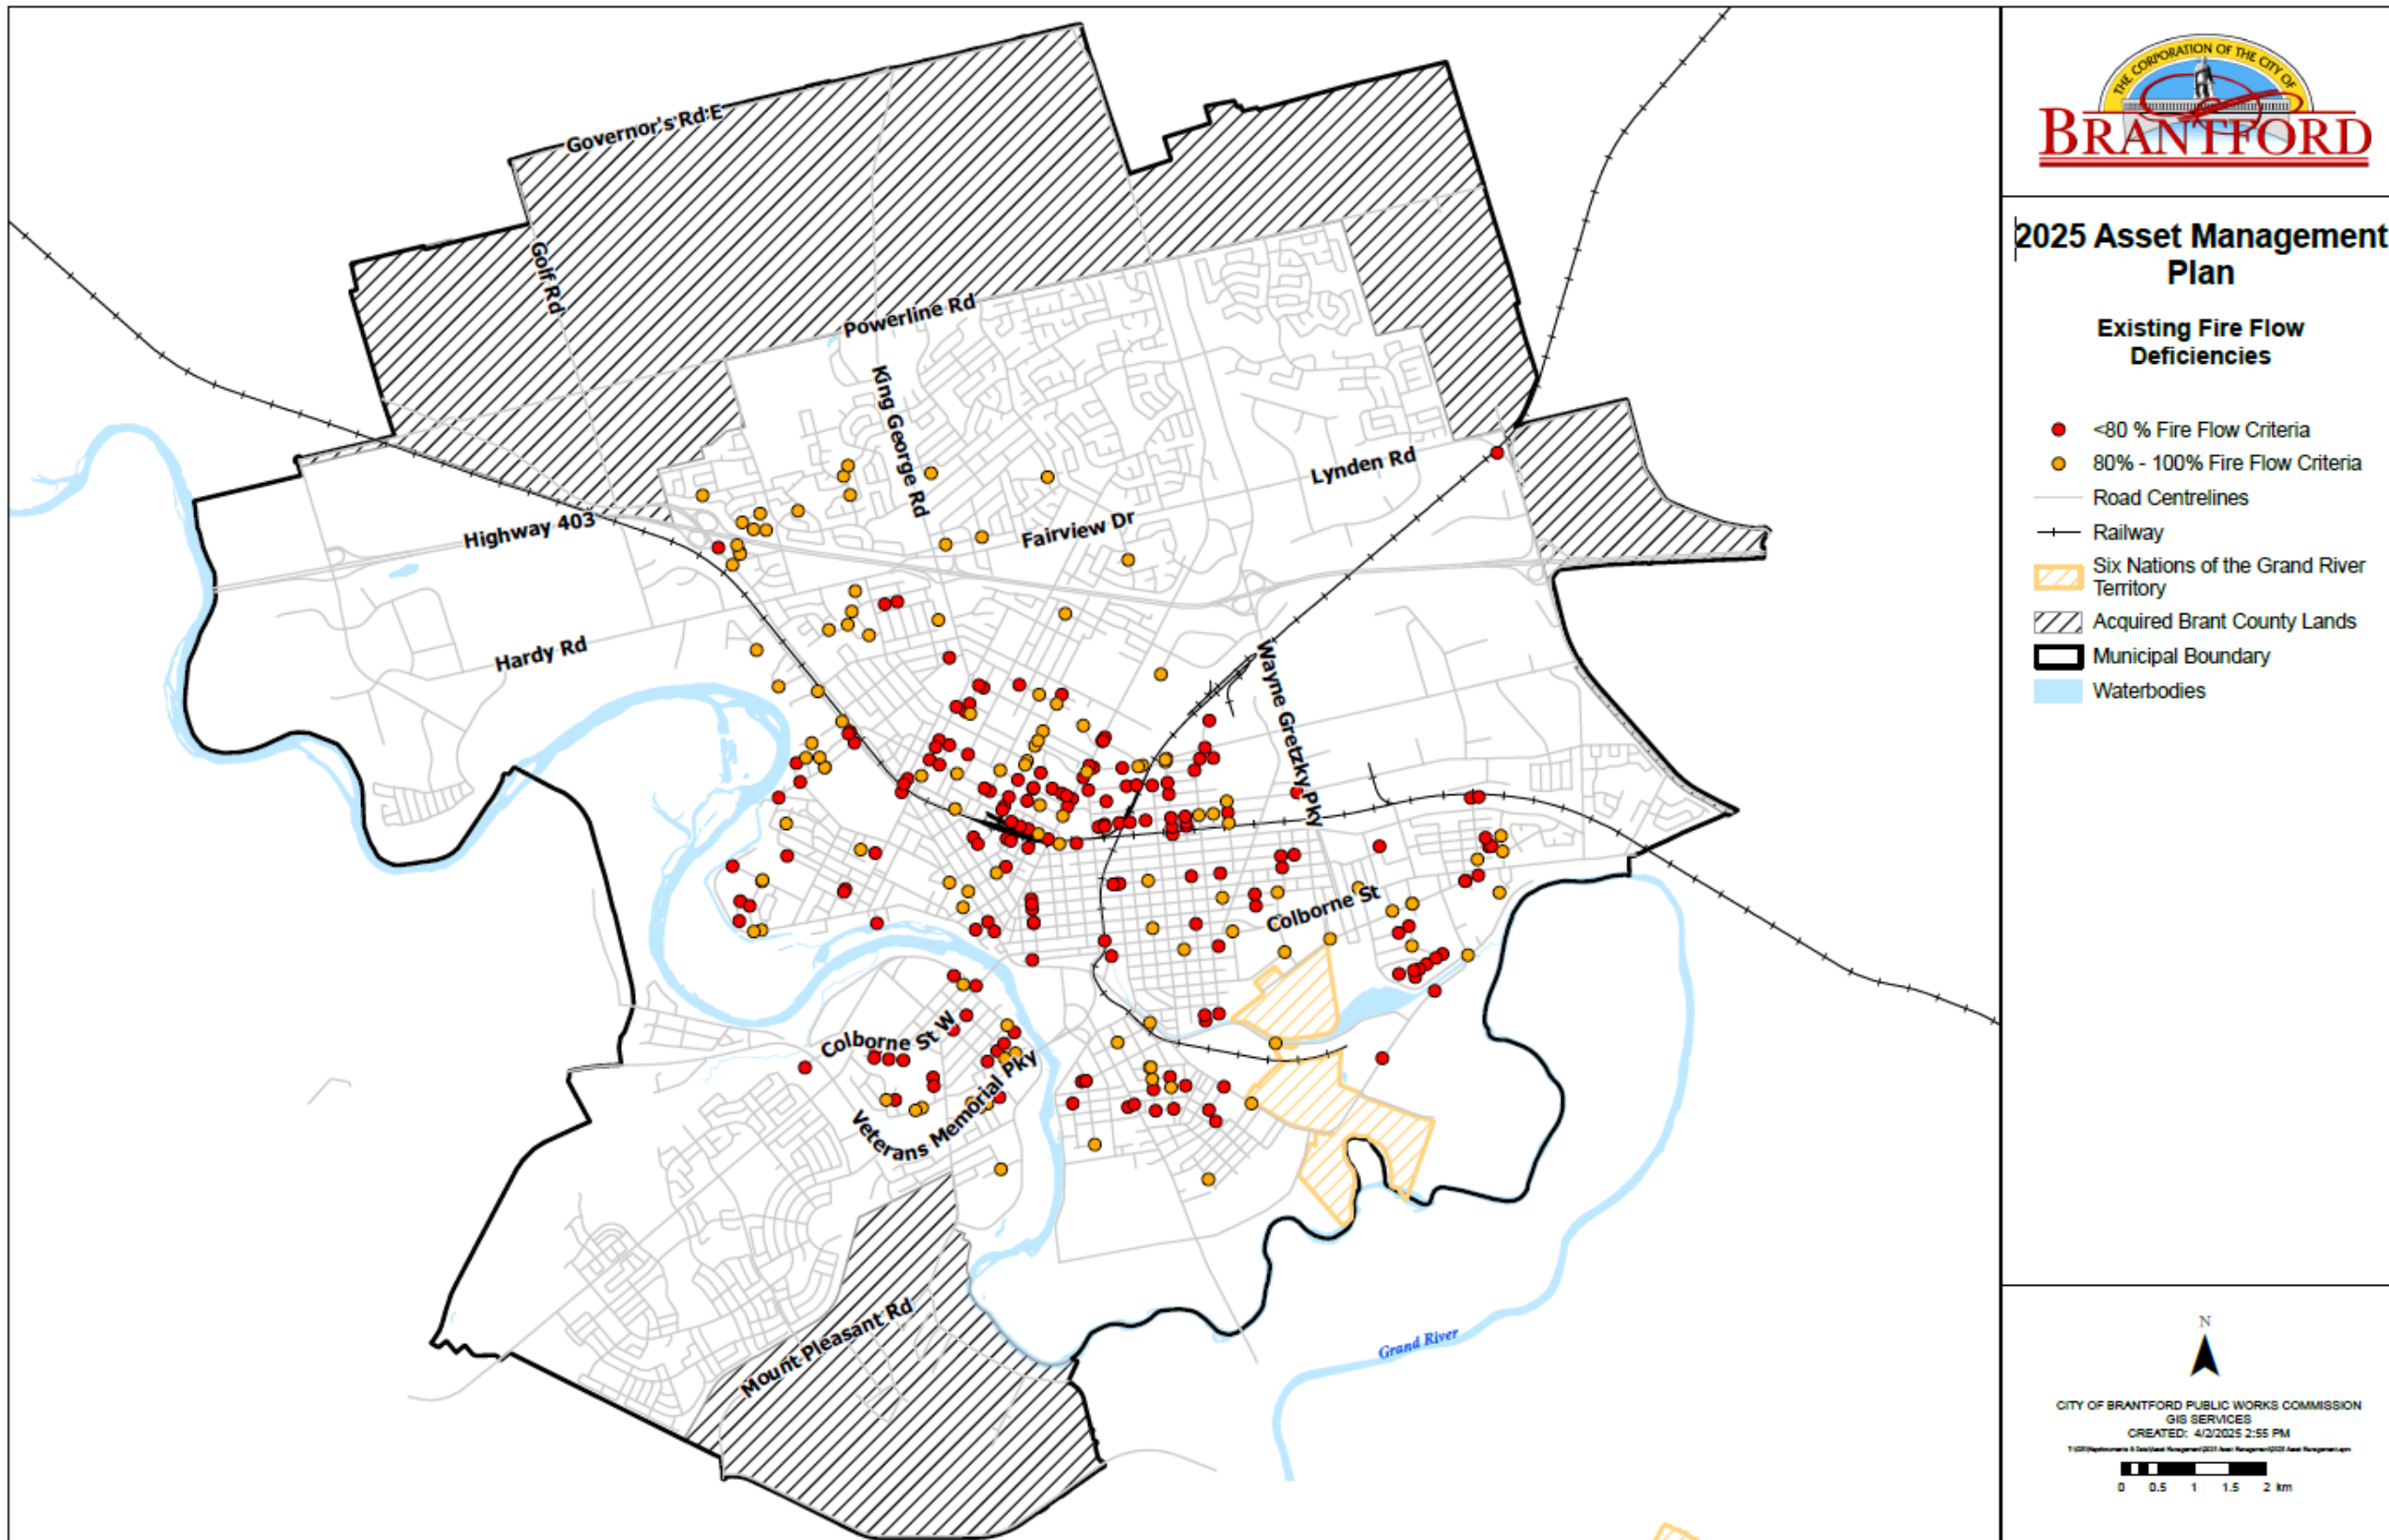 Governor's Rd E
Golf Rd
Powerline Rd
King George Rd
Lynden Rd
Highway 403
Fairview Dr
Hardy Rd
Wayne Gretzky Pky
Colborne St
Colborne St W
Veterans Memorial Pky
Mount Pleasant Rd
Grand River
THE CORPORATION OF THE CITY OF
BRANTFORD
2025 Asset Management
Plan
Existing Fire Flow
Deficiencies
<80 % Fire Flow Criteria
80% - 100% Fire Flow Criteria
Road Centrelines
Railway
Six Nations of the Grand River
Territory
Acquired Brant County Lands
Municipal Boundary
Waterbodies
N
CITY OF BRANTFORD PUBLIC WORKS COMMISSION
GIS SERVICES
CREATED: 4/2/2025 2:55 PM
0 0.5 1 1.5 2 km